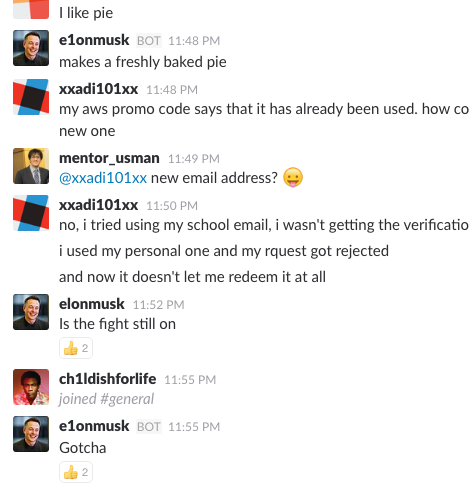 I like pie
e1onmusk BOT 11:48 PM
makes a freshly baked pie
xxadi101xx 11:48 PM
my aws promo code says that it has already been used. how co
new one
mentor_usman 11:49 PM
@xxadi101xx new email address? 😛
xxadi101xx 11:50 PM
no, i tried using my school email, i wasn't getting the verificatio
i used my personal one and my rquest got rejected
and now it doesn't let me redeem it at all
elonmusk 11:52 PM
Is the fight still on
👍 2
ch1ldishforlife 11:55 PM
joined #general
e1onmusk BOT 11:55 PM
Gotcha
👍 2